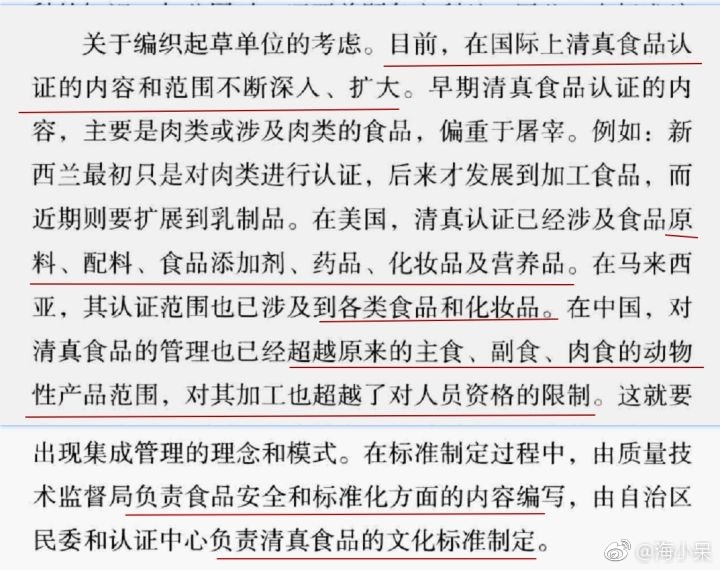 关于编织起草单位的考虑。目前，在国际上清真食品认
证的内容和范围不断深入、扩大。早期清真食品认证的内
容，主要是肉类或涉及肉类的食品，偏重于屠宰。例如：新
西兰最初只是对肉类进行认证，后来才发展到加工食品，而
近期则要扩展到乳制品。在美国，清真认证已经涉及食品原
料、配料、食品添加剂、药品、化妆品及营养品。在马来西
亚，其认证范围也已涉及到各类食品和化妆品。在中国，对
清真食品的管理也已经超越原来的主食、副食、肉食的动物
性产品范围，对其加工也超越了对人员资格的限制。这就要
出现集成管理的理念和模式。在标准制定过程中，由质量技
术监督局负责食品安全和标准化方面的内容编写，由自治区
民委和认证中心负责清真食品的文化标准制定。
@海小杲